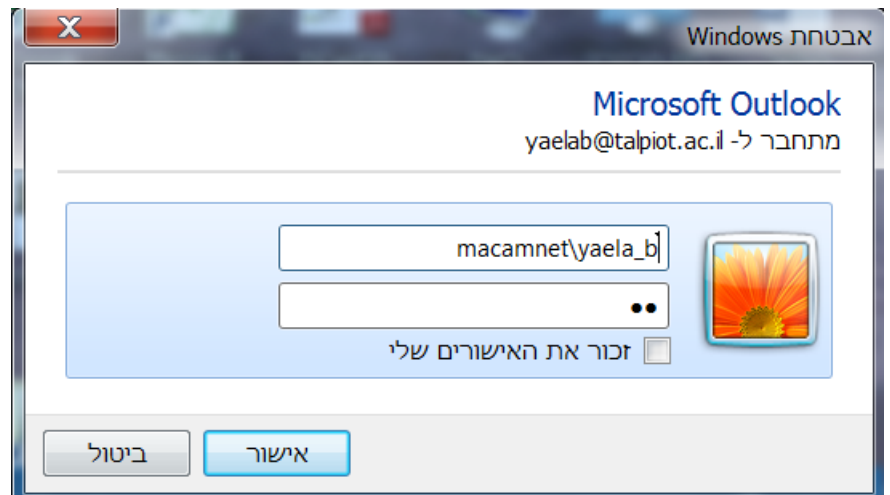 אבטחת Windows
Microsoft Outlook
מתחבר ל- yaelab@talpiot.ac.il
macamnet\yaela_b
••
זכור את האישורים שלי
אישור
ביטול